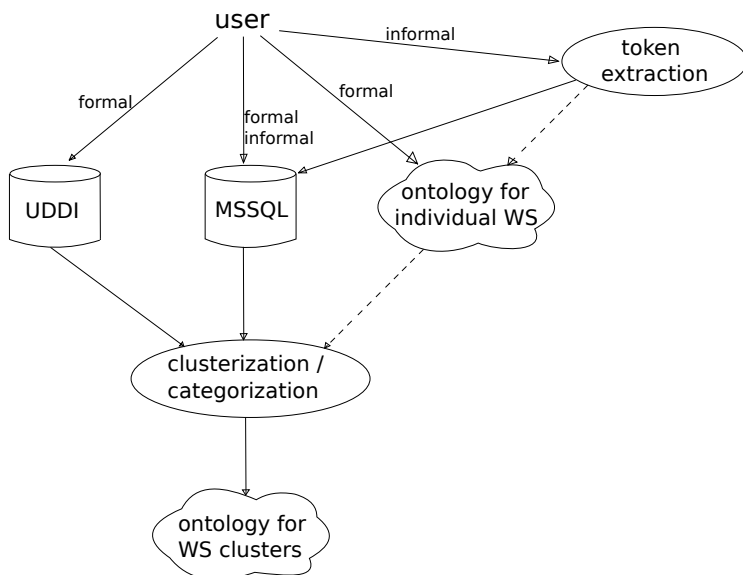 user
informal
token
extraction
formal
formal
formal
informal
UDDI
MSSQL
ontology for
individual WS
clusterization /
categorization
ontology for
WS clusters